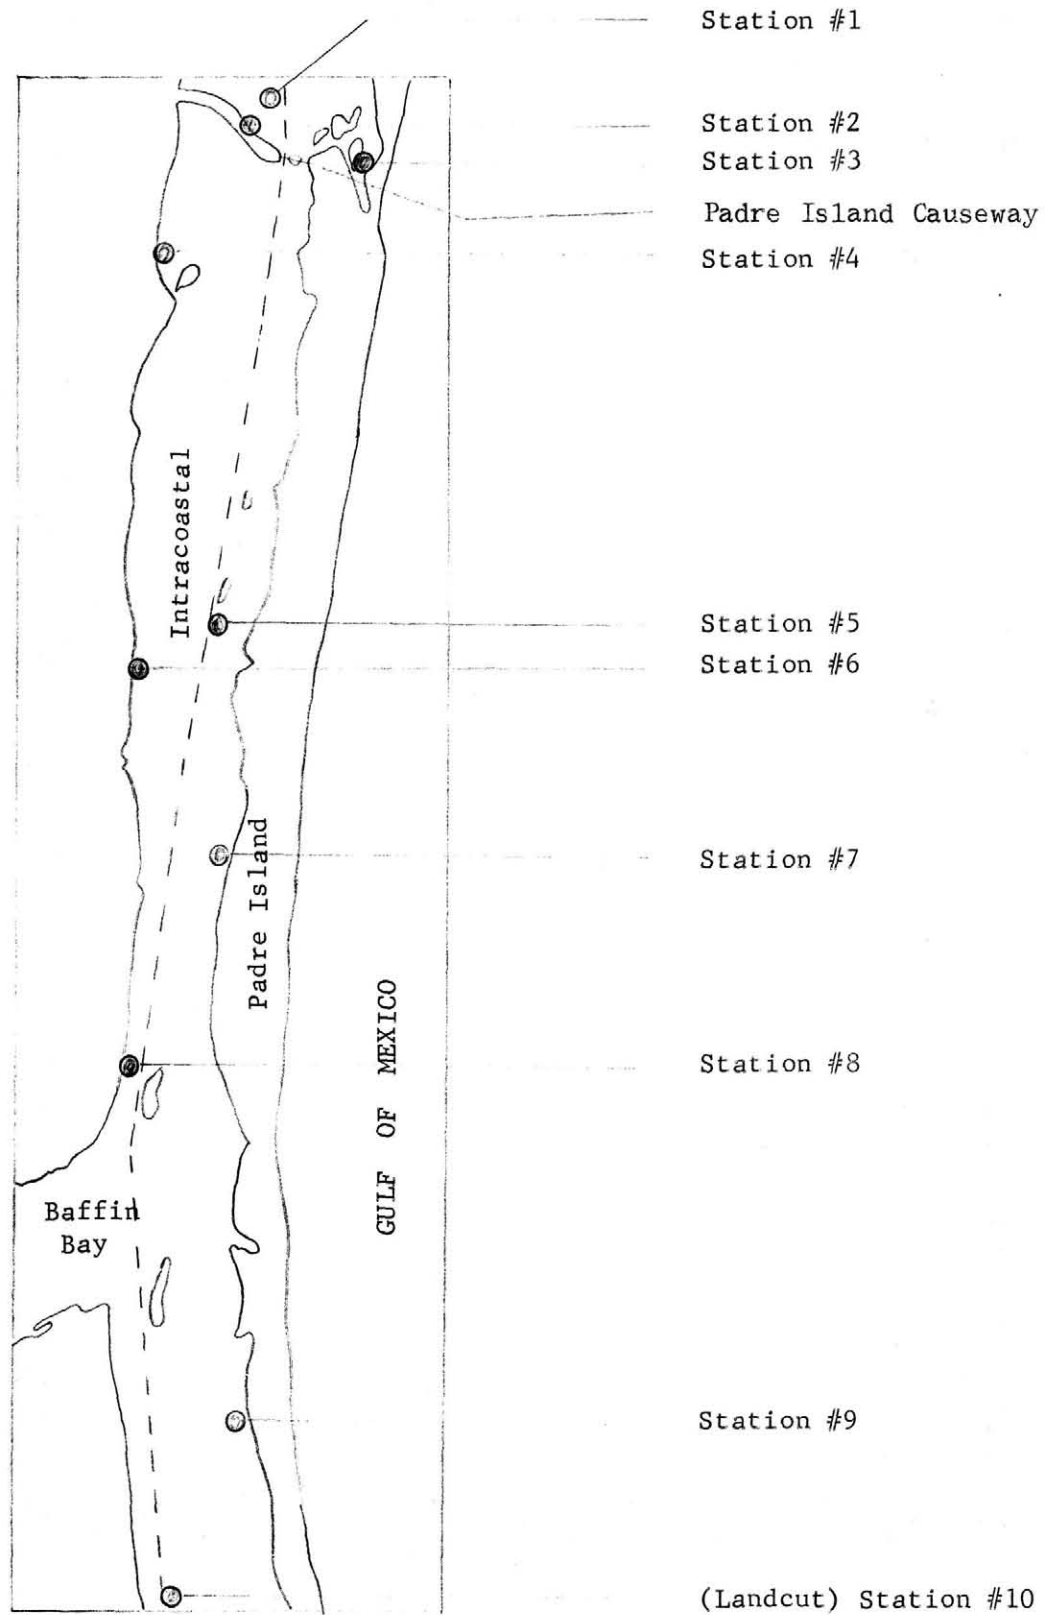 Station #1
Station #2
Station #3
Padre Island Causeway
Station #4
Intracoastal
Station #5
Station #6
Padre Island
Station #7
GULF OF MEXICO
Station #8
Baffin
Bay
Station #9
(Landcut) Station #10